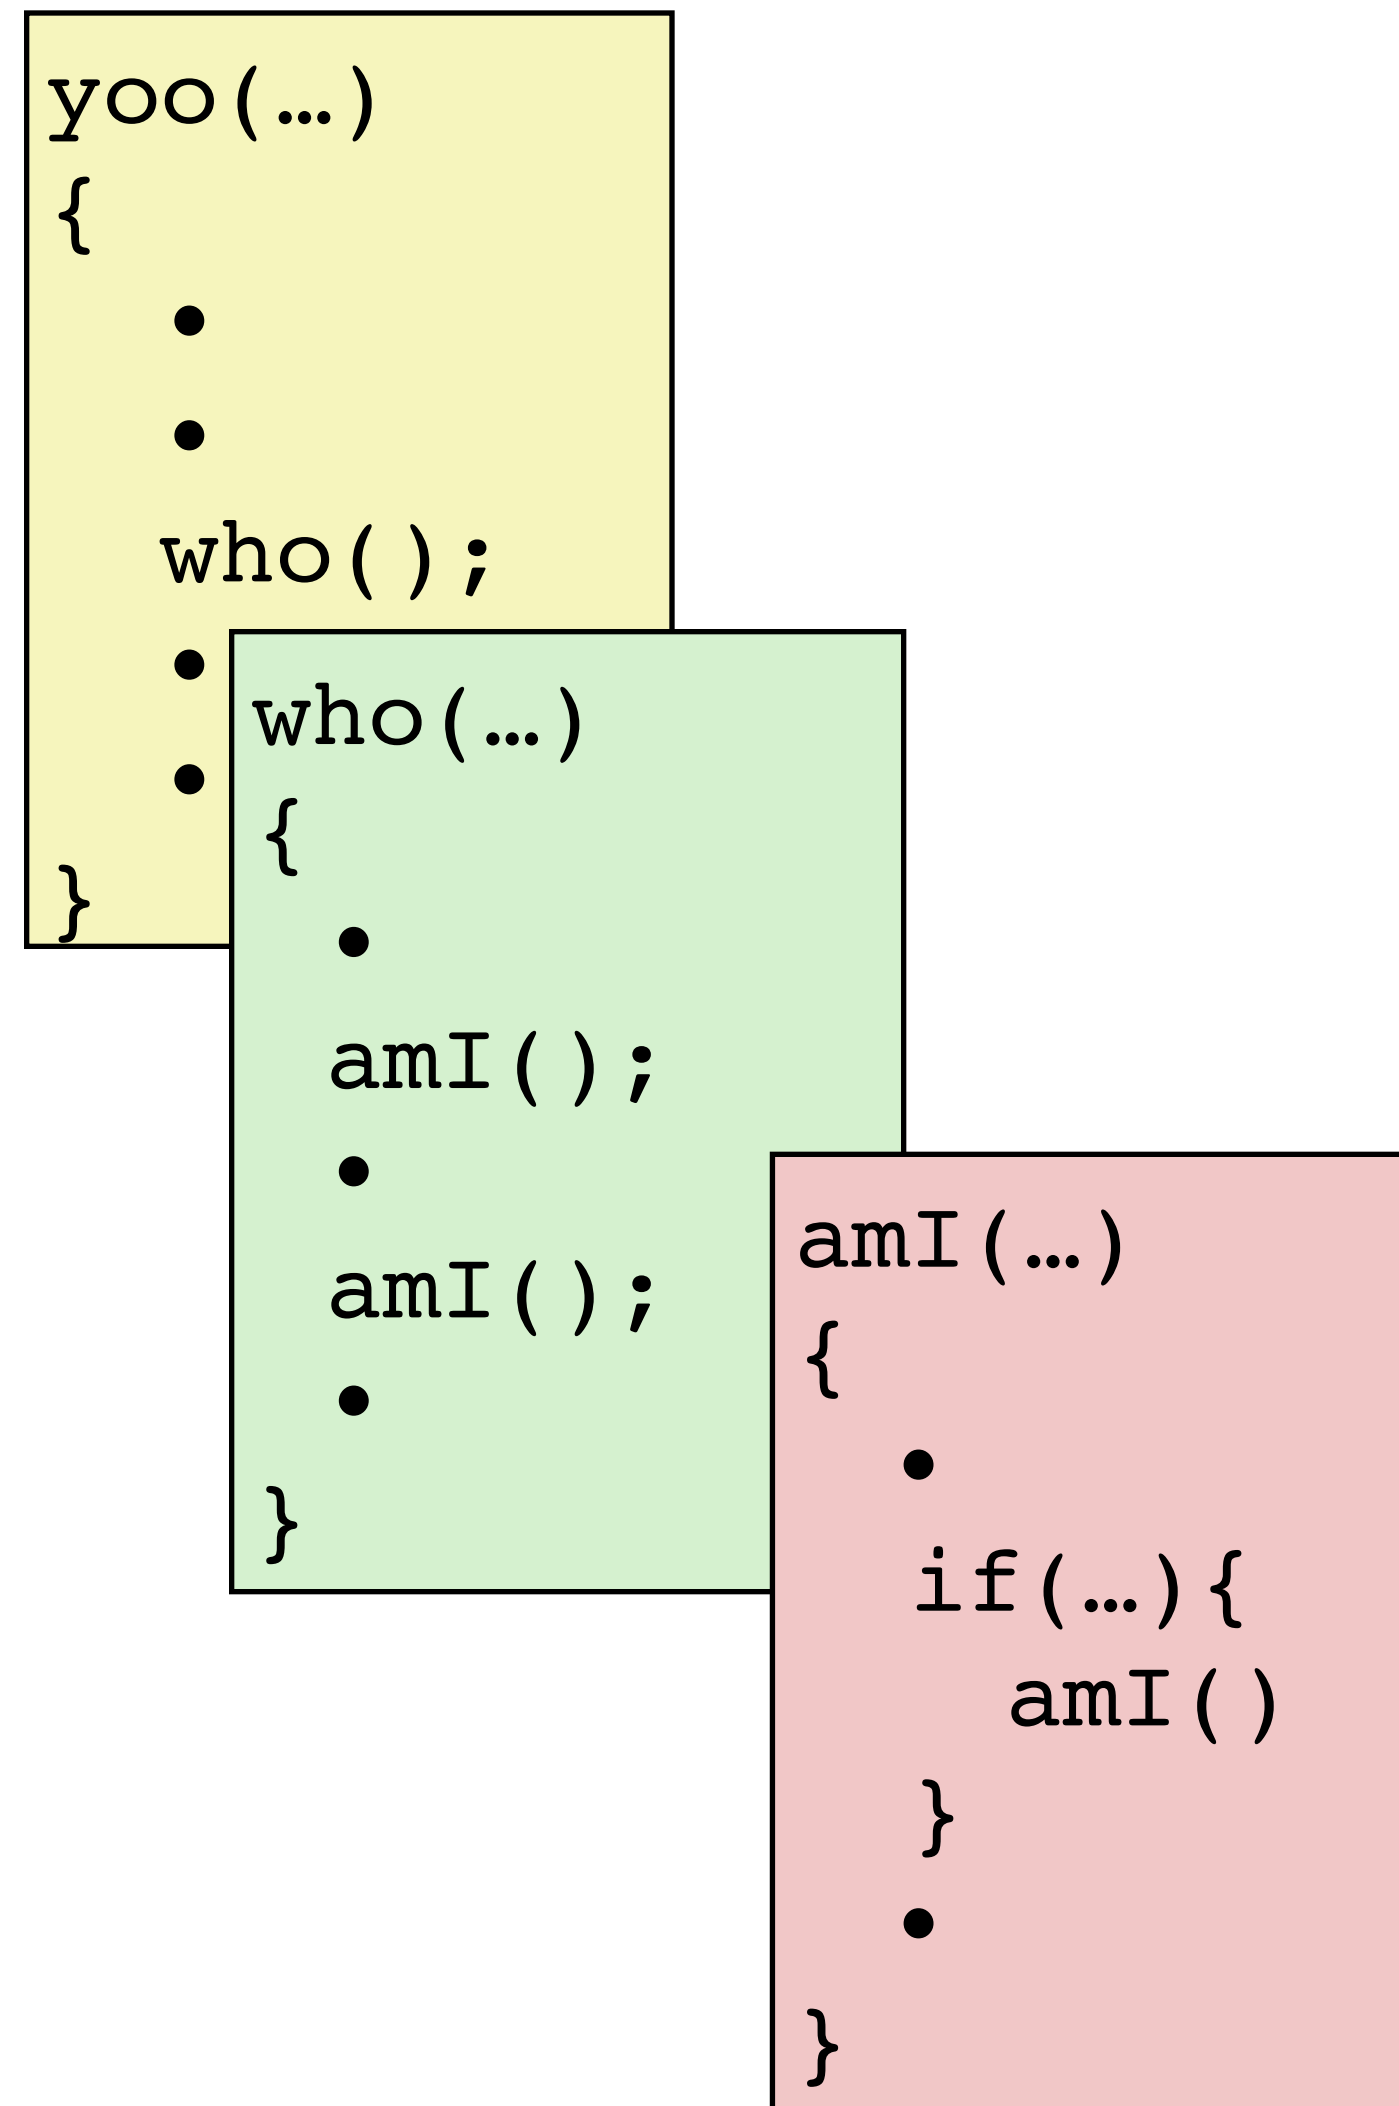 yoo(…)
{
•
•
who();
•
•
}
who(…)
{
•
amI();
•
amI();
•
}
amI(…)
{
•
if(…){
amI()
}
•
}